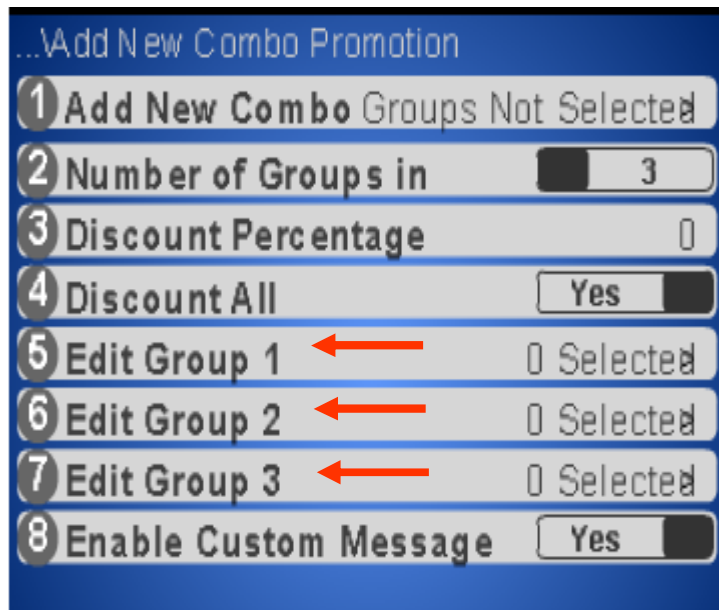 ...\Add New Combo Promotion
1 Add New Combo Groups Not Selected
2 Number of Groups in 3
3 Discount Percentage 0
4 Discount All Yes
5 Edit Group 1 0 Selected
6 Edit Group 2 0 Selected
7 Edit Group 3 0 Selected
8 Enable Custom Message Yes